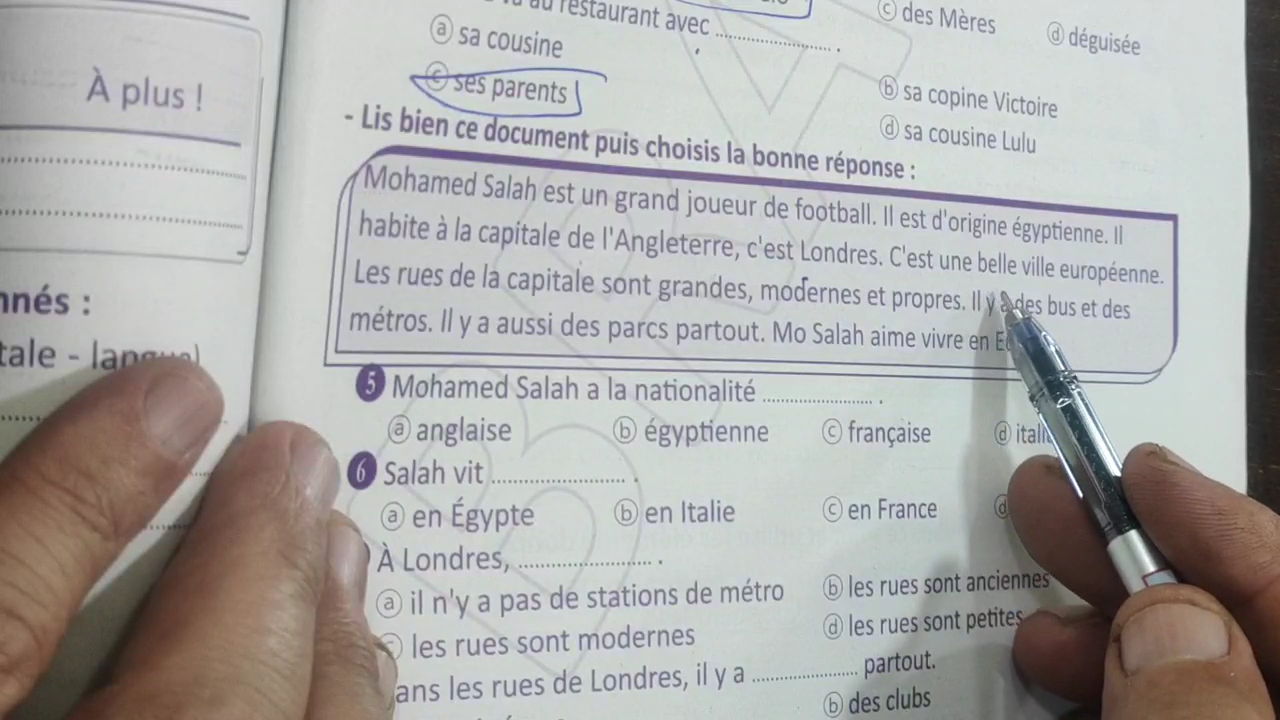 À plus !
nnés :
tale - langue)
au restaurant avec .................... .
ⓐ sa cousine
ⓒ des Mères
ⓓ déguisée
ⓒ ses parents
ⓑ sa copine Victoire
ⓓ sa cousine Lulu
- Lis bien ce document puis choisis la bonne réponse :
Mohamed Salah est un grand joueur de football. Il est d'origine égyptienne. Il
habite à la capitale de l'Angleterre, c'est Londres. C'est une belle ville européenne.
Les rues de la capitale sont grandes, modernes et propres. Il y a des bus et des
métros. Il y a aussi des parcs partout. Mo Salah aime vivre en
5 Mohamed Salah a la nationalité .................... .
ⓐ anglaise ⓑ égyptienne ⓒ française ⓓ itali
6 Salah vit ........................ .
ⓐ en Égypte ⓑ en Italie ⓒ en France ⓓ
À Londres, ........................ .
ⓐ il n'y a pas de stations de métro ⓑ les rues sont anciennes
les rues sont modernes ⓓ les rues sont petites
ans les rues de Londres, il y a .................... partout.
ⓑ des clubs